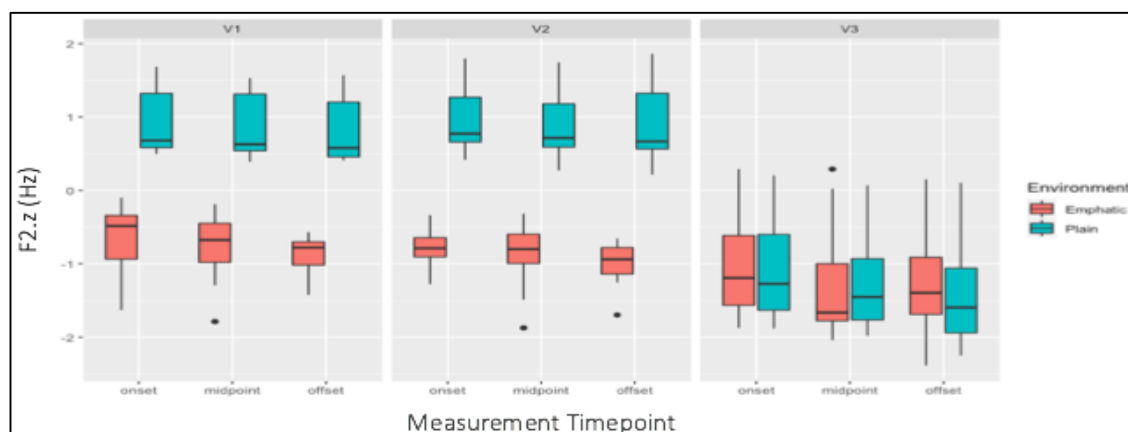 V1 V2 V3
2
1
0
-1
-2
F2.z (Hz)
Environment
Emphatic
Plain
onset midpoint offset onset midpoint offset onset midpoint offset
Measurement Timepoint